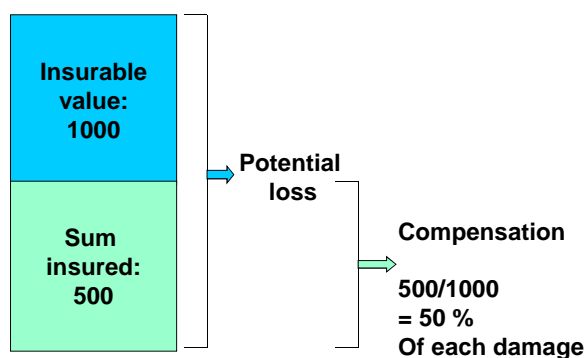 Insurable
value:
1000
Potential
loss
Sum
insured:
500
Compensation
500/1000
= 50 %
Of each damage